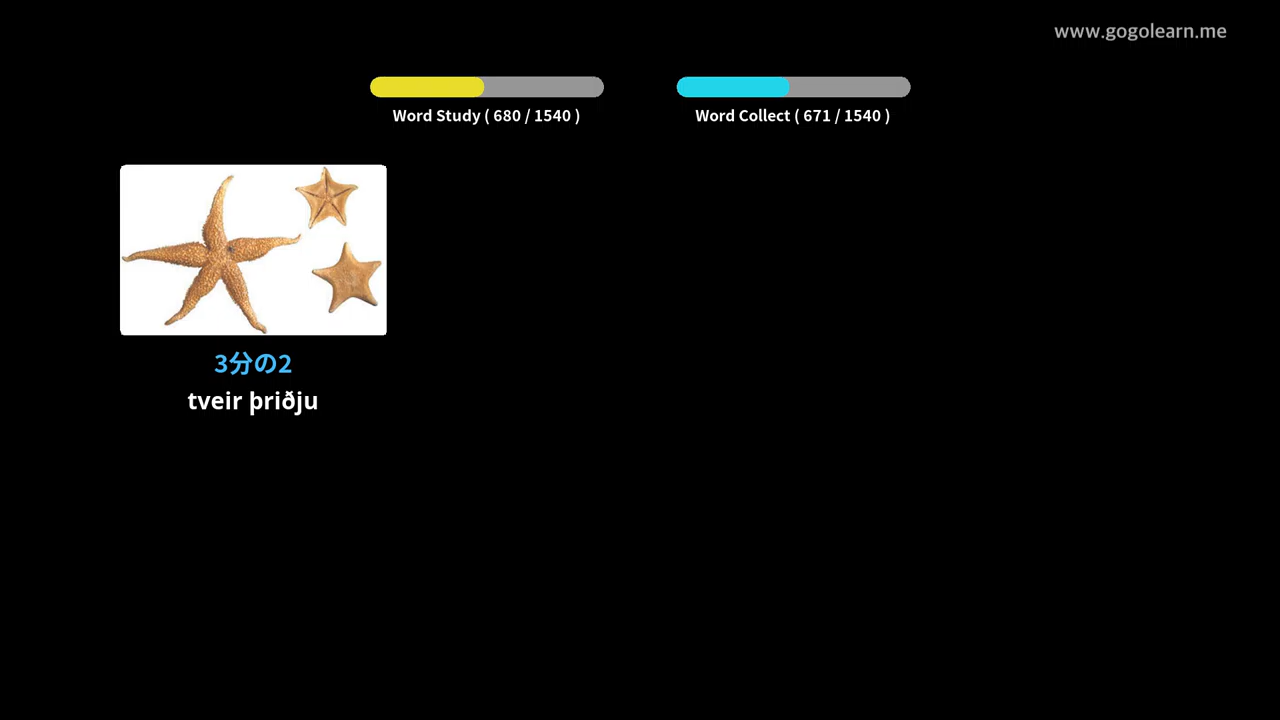 www.gogolearn.me
Word Study ( 680 / 1540 )
Word Collect ( 671 / 1540 )
3分の2
tveir þriðju